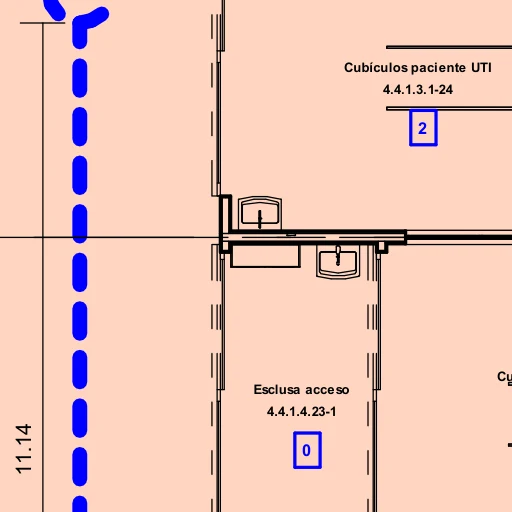 Cubículos paciente UTI
4.4.1.3.1-24
2
Esclusa acceso
4.4.1.4.23-1
0
11.14